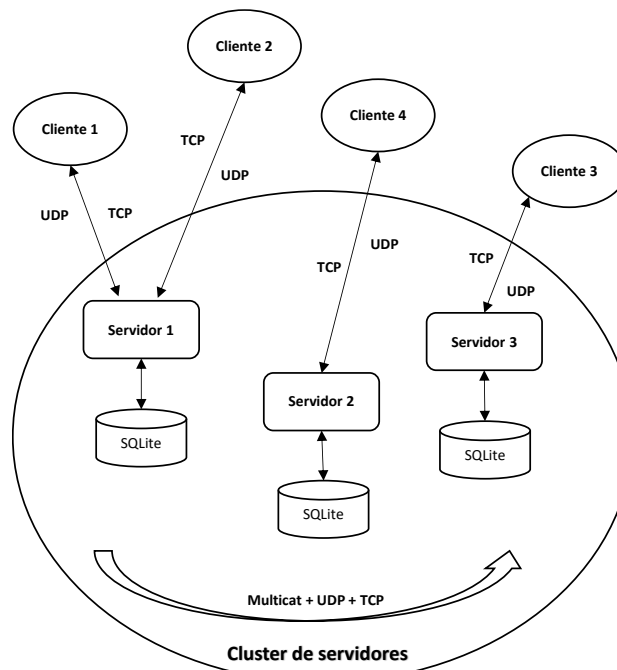 Cliente 2
Cliente 1
Cliente 4
Cliente 3
TCP
UDP
UDP
TCP
UDP
TCP
TCP
UDP
Servidor 1
Servidor 3
Servidor 2
SQLite
SQLite
SQLite
Multicat + UDP + TCP
Cluster de servidores